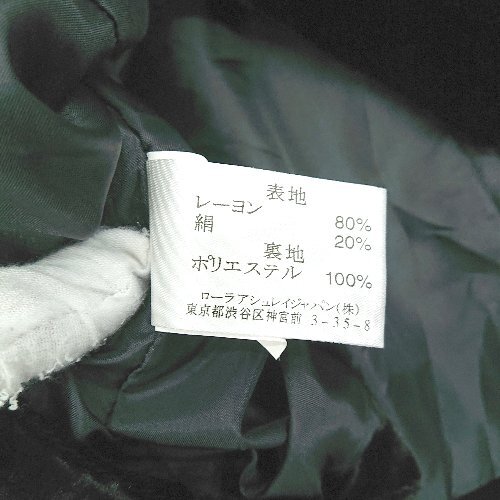 表地
レーヨン 80%
絹 20%
裏地
ポリエステル 100%
ローラアシュレイジャパン(株)
東京都渋谷区神宮前 3-35-8